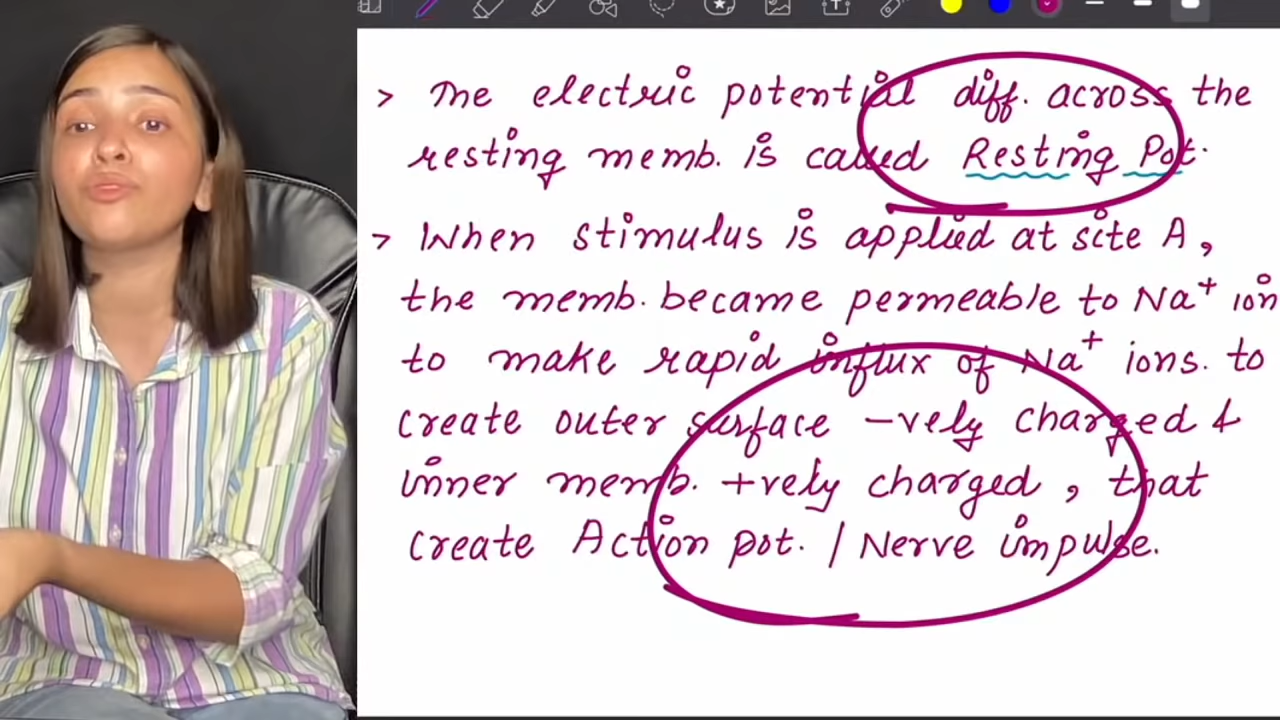 > The electric potential diff. across the
resting memb. is called Resting Pot.
> When stimulus is applied at site A,
the memb. became permeable to Na⁺ ion
to make rapid influx of Na⁺ ions. to
create outer surface -vely charged &
inner memb. +vely charged, that
create Action pot. / Nerve impulse.